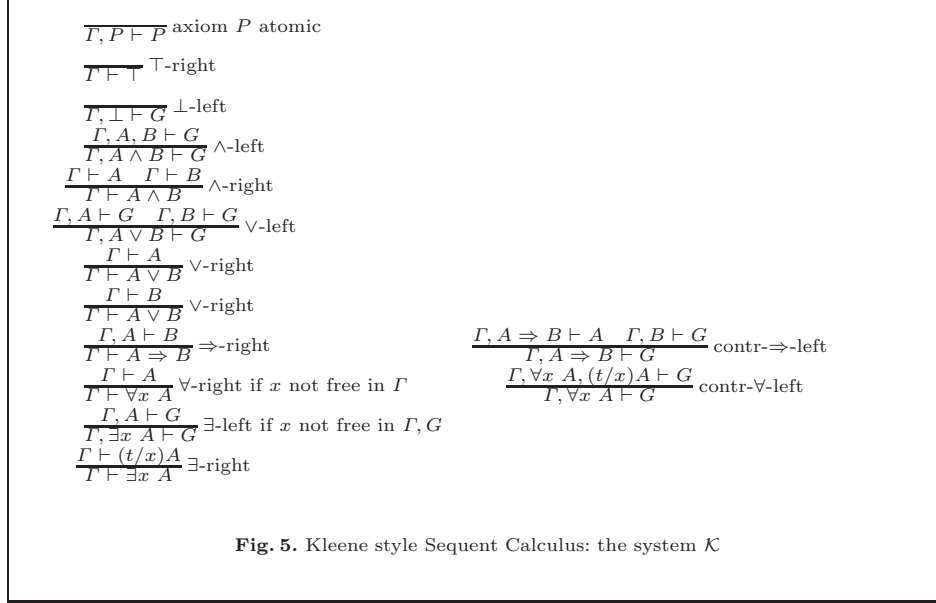 Γ, P ⊢ P axiom P atomic
Γ ⊢ ⊤ ⊤-right
Γ, ⊥ ⊢ G ⊥-left
Γ, A, B ⊢ G
Γ, A ∧ B ⊢ G ∧-left
Γ ⊢ A Γ ⊢ B
Γ ⊢ A ∧ B ∧-right
Γ, A ⊢ G Γ, B ⊢ G
Γ, A ∨ B ⊢ G ∨-left
Γ ⊢ A
Γ ⊢ A ∨ B ∨-right
Γ ⊢ B
Γ ⊢ A ∨ B ∨-right
Γ, A ⊢ B
Γ ⊢ A ⇒ B ⇒-right
Γ, A ⇒ B ⊢ A Γ, B ⊢ G
Γ, A ⇒ B ⊢ G contr-⇒-left
Γ ⊢ A
Γ ⊢ ∀x A ∀-right if x not free in Γ
Γ, ∀x A, (t/x)A ⊢ G
Γ, ∀x A ⊢ G contr-∀-left
Γ, A ⊢ G
Γ, ∃x A ⊢ G ∃-left if x not free in Γ, G
Γ ⊢ (t/x)A
Γ ⊢ ∃x A ∃-right
Fig. 5. Kleene style Sequent Calculus: the system 𝒦